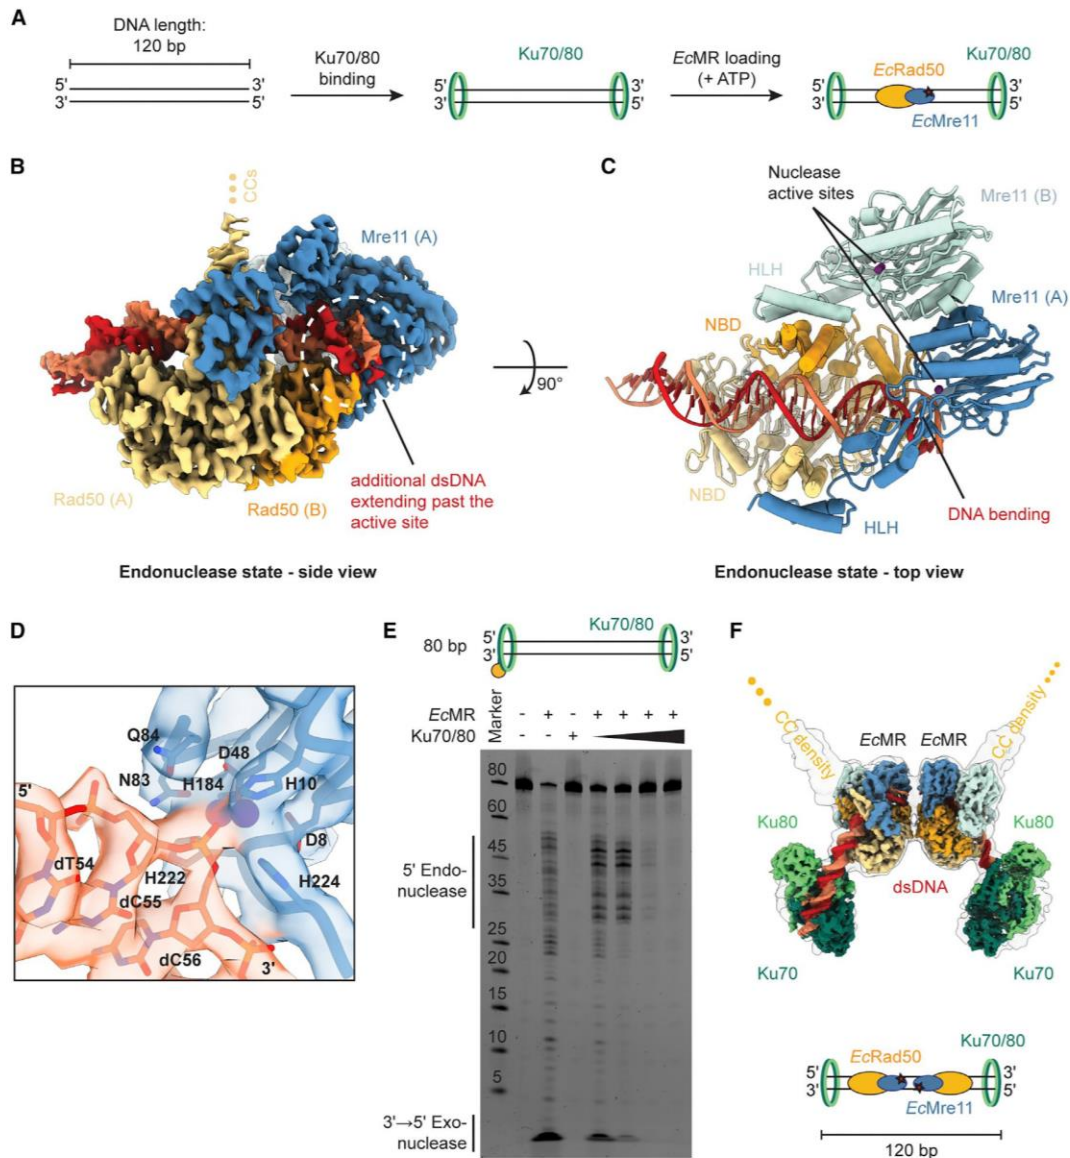 A
DNA length:
120 bp
5' 3'
3' 5'
Ku70/80
binding
Ku70/80
5' 3'
3' 5'
EcMR loading
(+ ATP)
Ku70/80
EcRad50
5' 3'
3' 5'
EcMre11
B
CCs
Mre11 (A)
Rad50 (A)
Rad50 (B)
additional dsDNA
extending past the
active site
Endonuclease state - side view
90°
C
Nuclease
active sites
Mre11 (B)
HLH
Mre11 (A)
NBD
NBD
HLH
DNA bending
Endonuclease state - top view
D
Q84
D48
N83
H184
H10
5'
D8
dT54
H222
H224
dC55
dC56
3'
E
Ku70/80
80 bp
5' 3'
3' 5'
Marker
EcMR - + - + + + +
Ku70/80 - - +
80
60
45
35
25
20
15
10
5
5' Endo-
nuclease
3'→5' Exo-
nuclease
F
CC density
CC density
EcMR EcMR
Ku80 Ku80
dsDNA
Ku70 Ku70
Ku70/80
EcRad50
5' 3'
3' 5'
EcMre11
120 bp